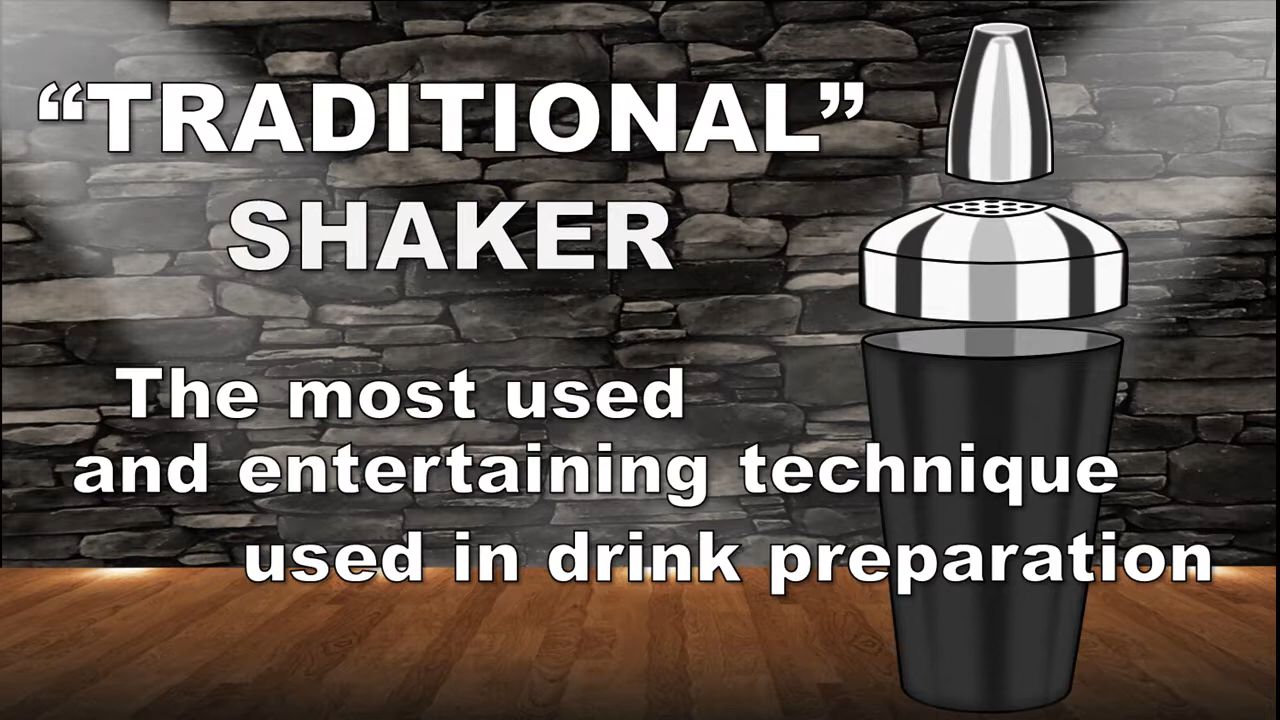 “TRADITIONAL”
SHAKER
The most used
and entertaining technique
used in drink preparation